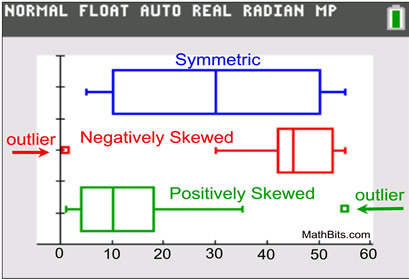 NORMAL FLOAT AUTO REAL RADIAN MP
Symmetric
outlier
Negatively Skewed
Positively Skewed
outlier
MathBits.com
0 10 20 30 40 50 60